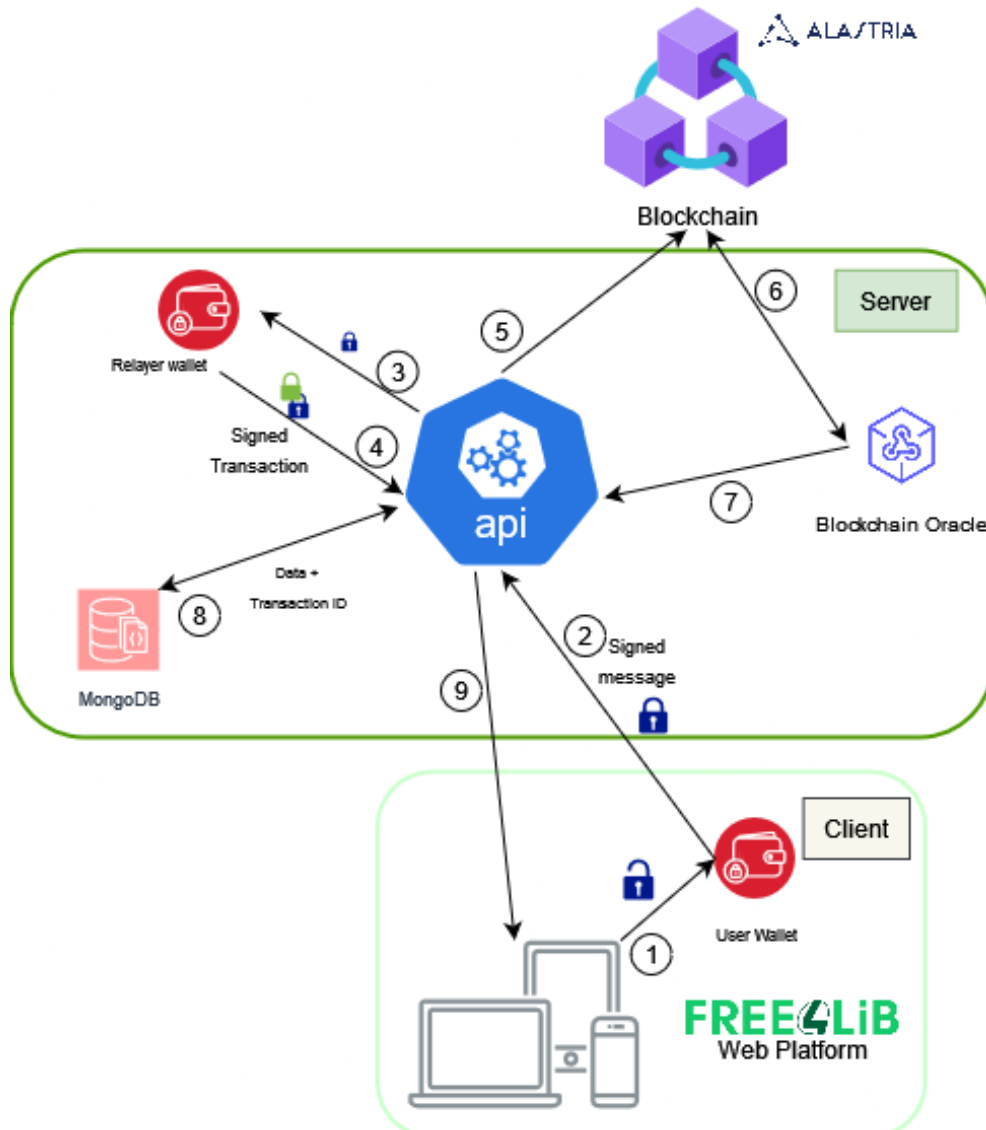 ALASTRIA
Blockchain
Server
6
5
3
Relayer wallet
4
Signed
Transaction
api
7
Blockchain Oracle
Data +
Transaction ID
8
MongoDB
2
Signed
message
9
Client
User Wallet
1
FREE4LiB
Web Platform